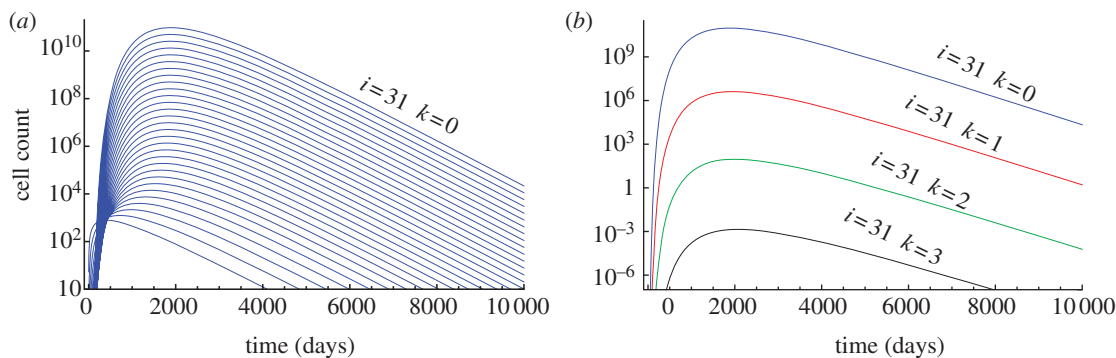 (a)
10^10
10^8
10^6
10^4
10^2
10
cell count
i=31 k=0
0 2000 4000 6000 8000 10 000
time (days)
(b)
10^9
10^6
10^3
1
10^−3
10^−6
i=31 k=0
i=31 k=1
i=31 k=2
i=31 k=3
0 2000 4000 6000 8000 10 000
time (days)